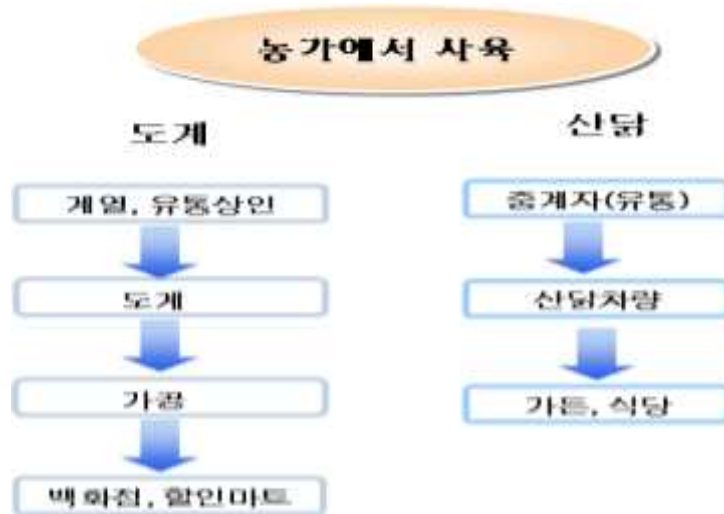 농가에서 사육
도계
산닭
계열, 유통상인
도계
가공
백화점, 할인마트
중계자(유통)
산닭차량
가든, 식당